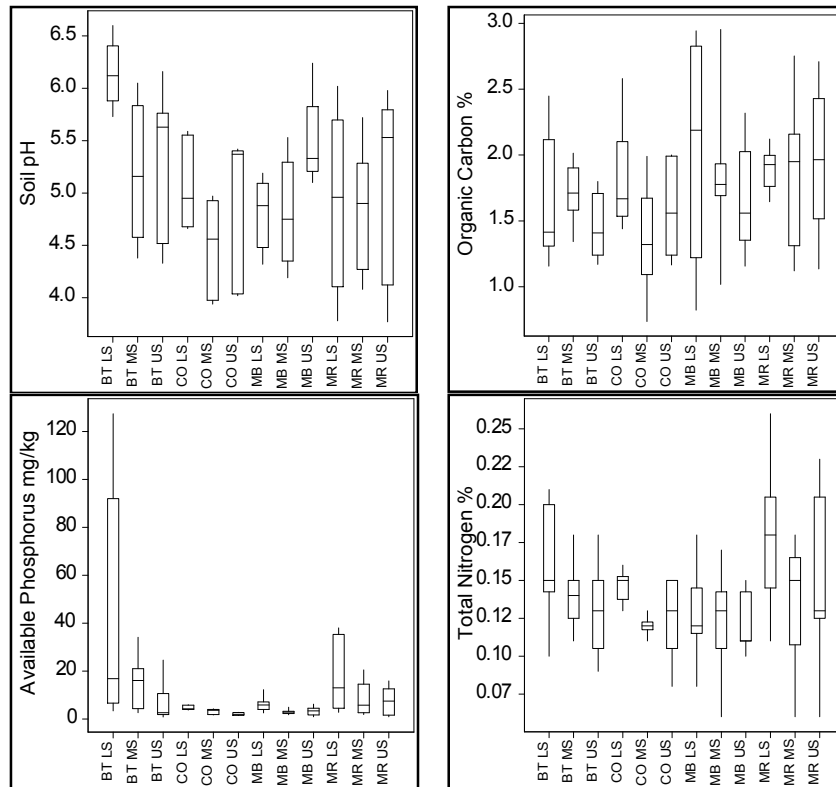 Soil pH
6.5
6.0
5.5
5.0
4.5
4.0
BT LS
BT MS
BT US
CO LS
CO MS
CO US
MB LS
MB MS
MB US
MR LS
MR MS
MR US
Organic Carbon %
3.0
2.5
2.0
1.5
1.0
BT LS
BT MS
BT US
CO LS
CO MS
CO US
MB LS
MB MS
MB US
MR LS
MR MS
MR US
Available Phosphorus mg/kg
120
100
80
60
40
20
0
BT LS
BT MS
BT US
CO LS
CO MS
CO US
MB LS
MB MS
MB US
MR LS
MR MS
MR US
Total Nitrogen %
0.25
0.22
0.20
0.17
0.15
0.12
0.10
0.07
BT LS
BT MS
BT US
CO LS
CO MS
CO US
MB LS
MB MS
MB US
MR LS
MR MS
MR US